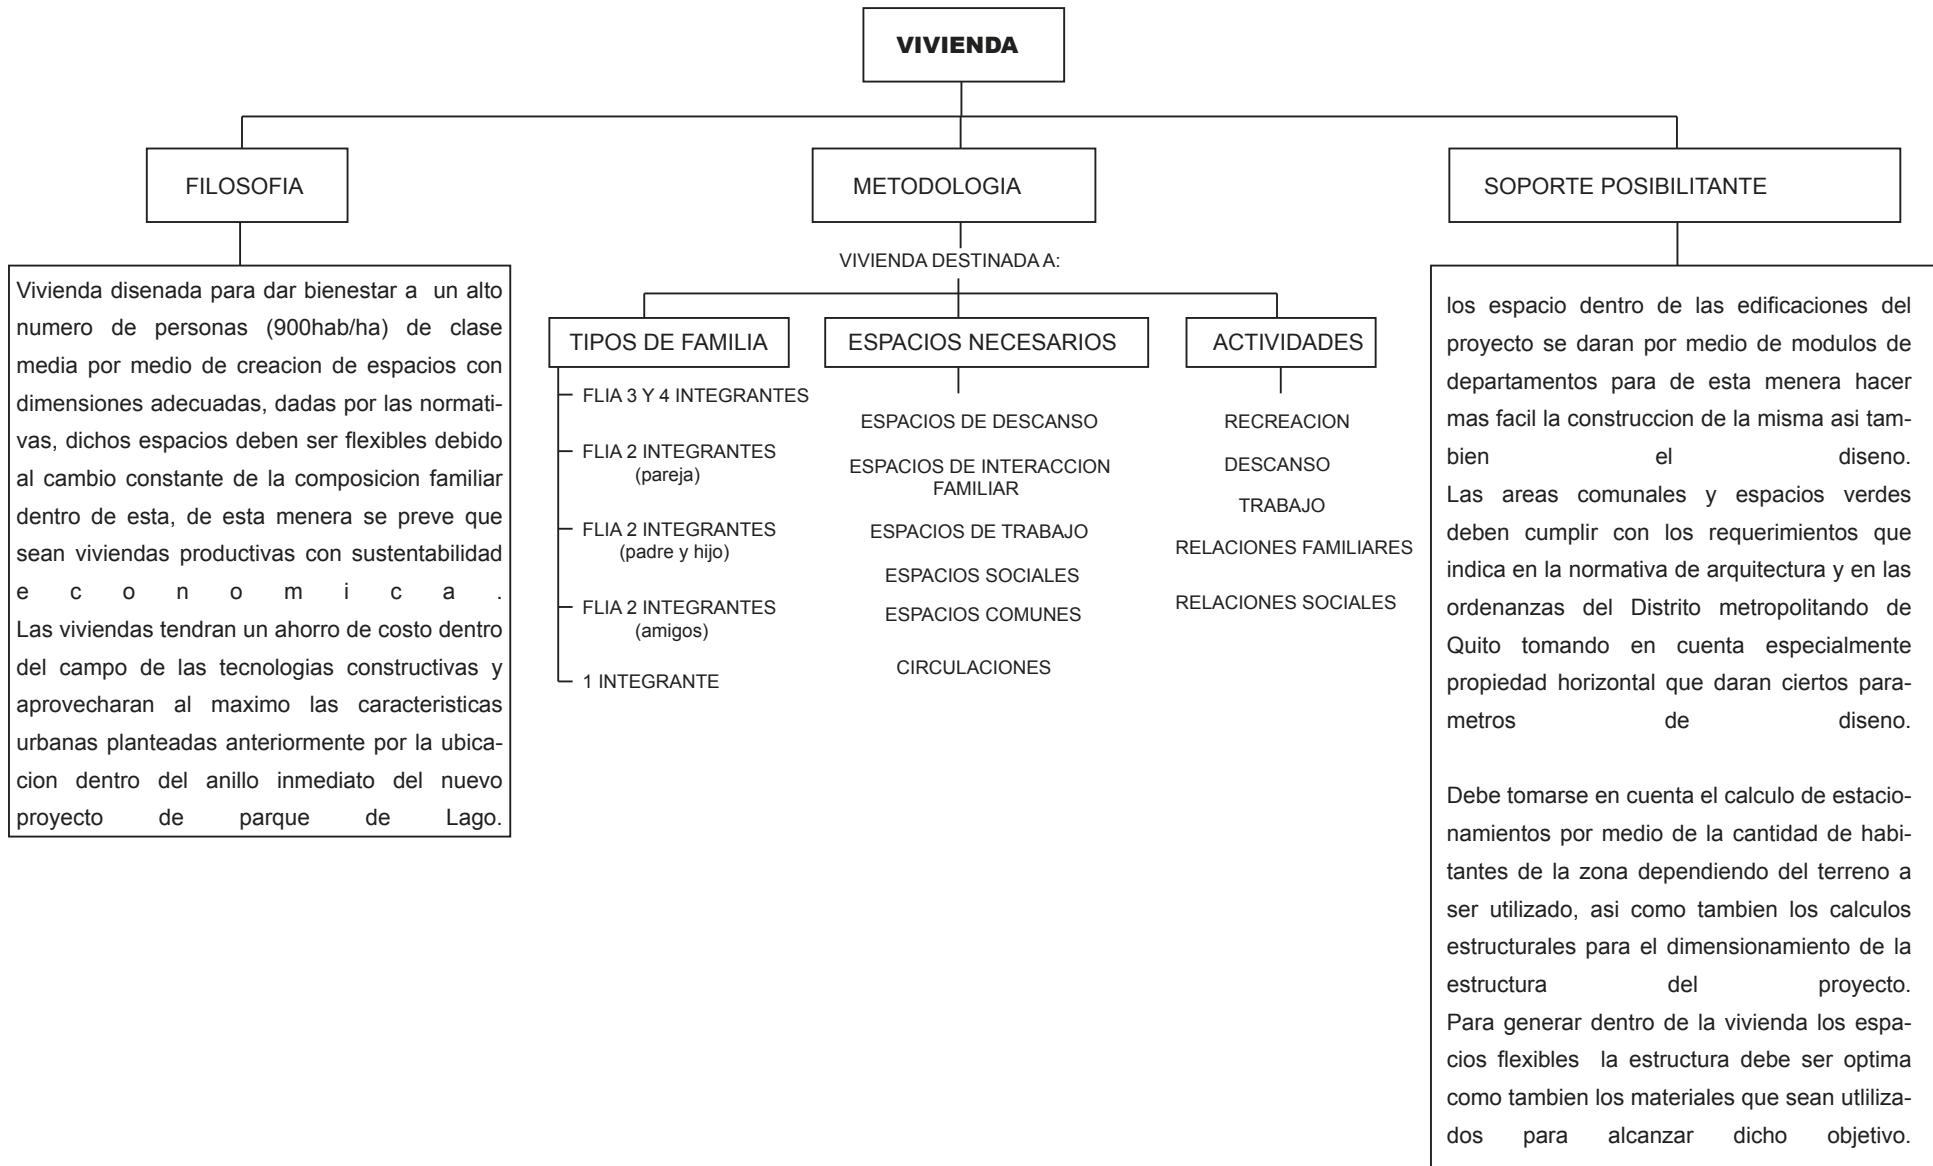 VIVIENDA
FILOSOFIA
METODOLOGIA
SOPORTE POSIBILITANTE
Vivienda disenada para dar bienestar a un alto
numero de personas (900hab/ha) de clase
media por medio de creacion de espacios con
dimensiones adecuadas, dadas por las normati-
vas, dichos espacios deben ser flexibles debido
al cambio constante de la composicion familiar
dentro de esta, de esta menera se preve que
sean viviendas productivas con sustentabilidad
e c o n o m i c a .
Las viviendas tendran un ahorro de costo dentro
del campo de las tecnologias constructivas y
aprovecharan al maximo las caracteristicas
urbanas planteadas anteriormente por la ubica-
cion dentro del anillo inmediato del nuevo
proyecto de parque de Lago.
VIVIENDA DESTINADA A:
TIPOS DE FAMILIA
FLIA 3 Y 4 INTEGRANTES
FLIA 2 INTEGRANTES
(pareja)
FLIA 2 INTEGRANTES
(padre y hijo)
FLIA 2 INTEGRANTES
(amigos)
1 INTEGRANTE
ESPACIOS NECESARIOS
ESPACIOS DE DESCANSO
ESPACIOS DE INTERACCION
FAMILIAR
ESPACIOS DE TRABAJO
ESPACIOS SOCIALES
ESPACIOS COMUNES
CIRCULACIONES
ACTIVIDADES
RECREACION
DESCANSO
TRABAJO
RELACIONES FAMILIARES
RELACIONES SOCIALES
los espacio dentro de las edificaciones del
proyecto se daran por medio de modulos de
departamentos para de esta menera hacer
mas facil la construccion de la misma asi tam-
bien el diseno.
Las areas comunales y espacios verdes
deben cumplir con los requerimientos que
indica en la normativa de arquitectura y en las
ordenanzas del Distrito metropolitando de
Quito tomando en cuenta especialmente
propiedad horizontal que daran ciertos para-
metros de diseno.
Debe tomarse en cuenta el calculo de estacio-
namientos por medio de la cantidad de habi-
tantes de la zona dependiendo del terreno a
ser utilizado, asi como tambien los calculos
estructurales para el dimensionamiento de la
estructura del proyecto.
Para generar dentro de la vivienda los espa-
cios flexibles la estructura debe ser optima
como tambien los materiales que sean utliliza-
dos para alcanzar dicho objetivo.